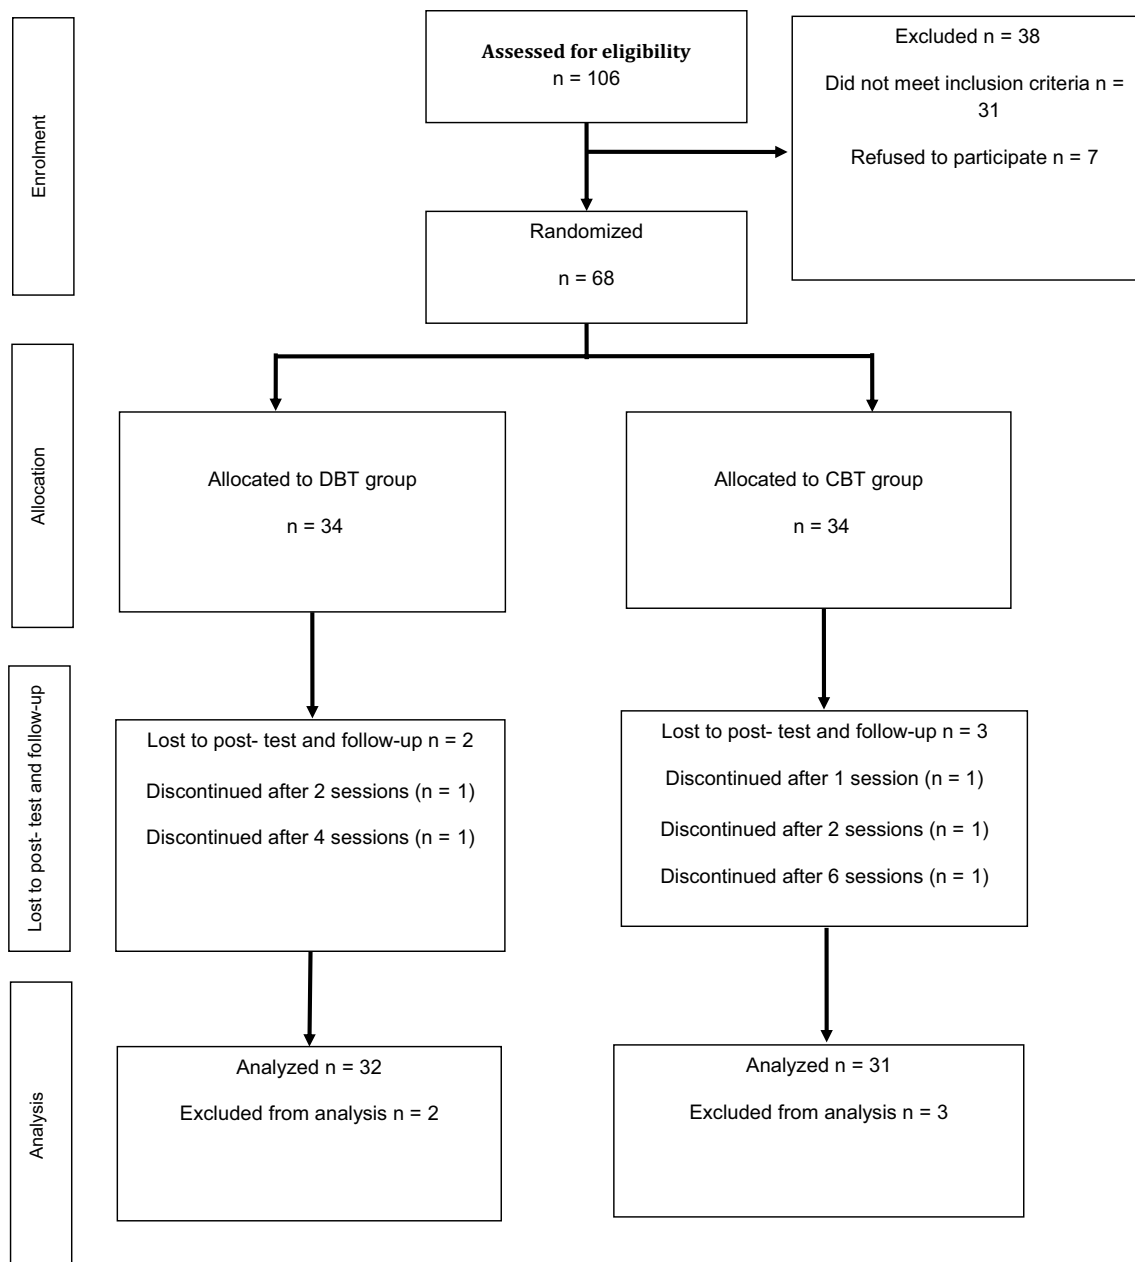 Enrolment
Assessed for eligibility
n = 106
Excluded n = 38
Did not meet inclusion criteria n =
31
Refused to participate n = 7
Randomized
n = 68
Allocation
Allocated to DBT group
n = 34
Allocated to CBT group
n = 34
Lost to post- test and follow-up
Lost to post- test and follow-up n = 2
Discontinued after 2 sessions (n = 1)
Discontinued after 4 sessions (n = 1)
Lost to post- test and follow-up n = 3
Discontinued after 1 session (n = 1)
Discontinued after 2 sessions (n = 1)
Discontinued after 6 sessions (n = 1)
Analysis
Analyzed n = 32
Excluded from analysis n = 2
Analyzed n = 31
Excluded from analysis n = 3